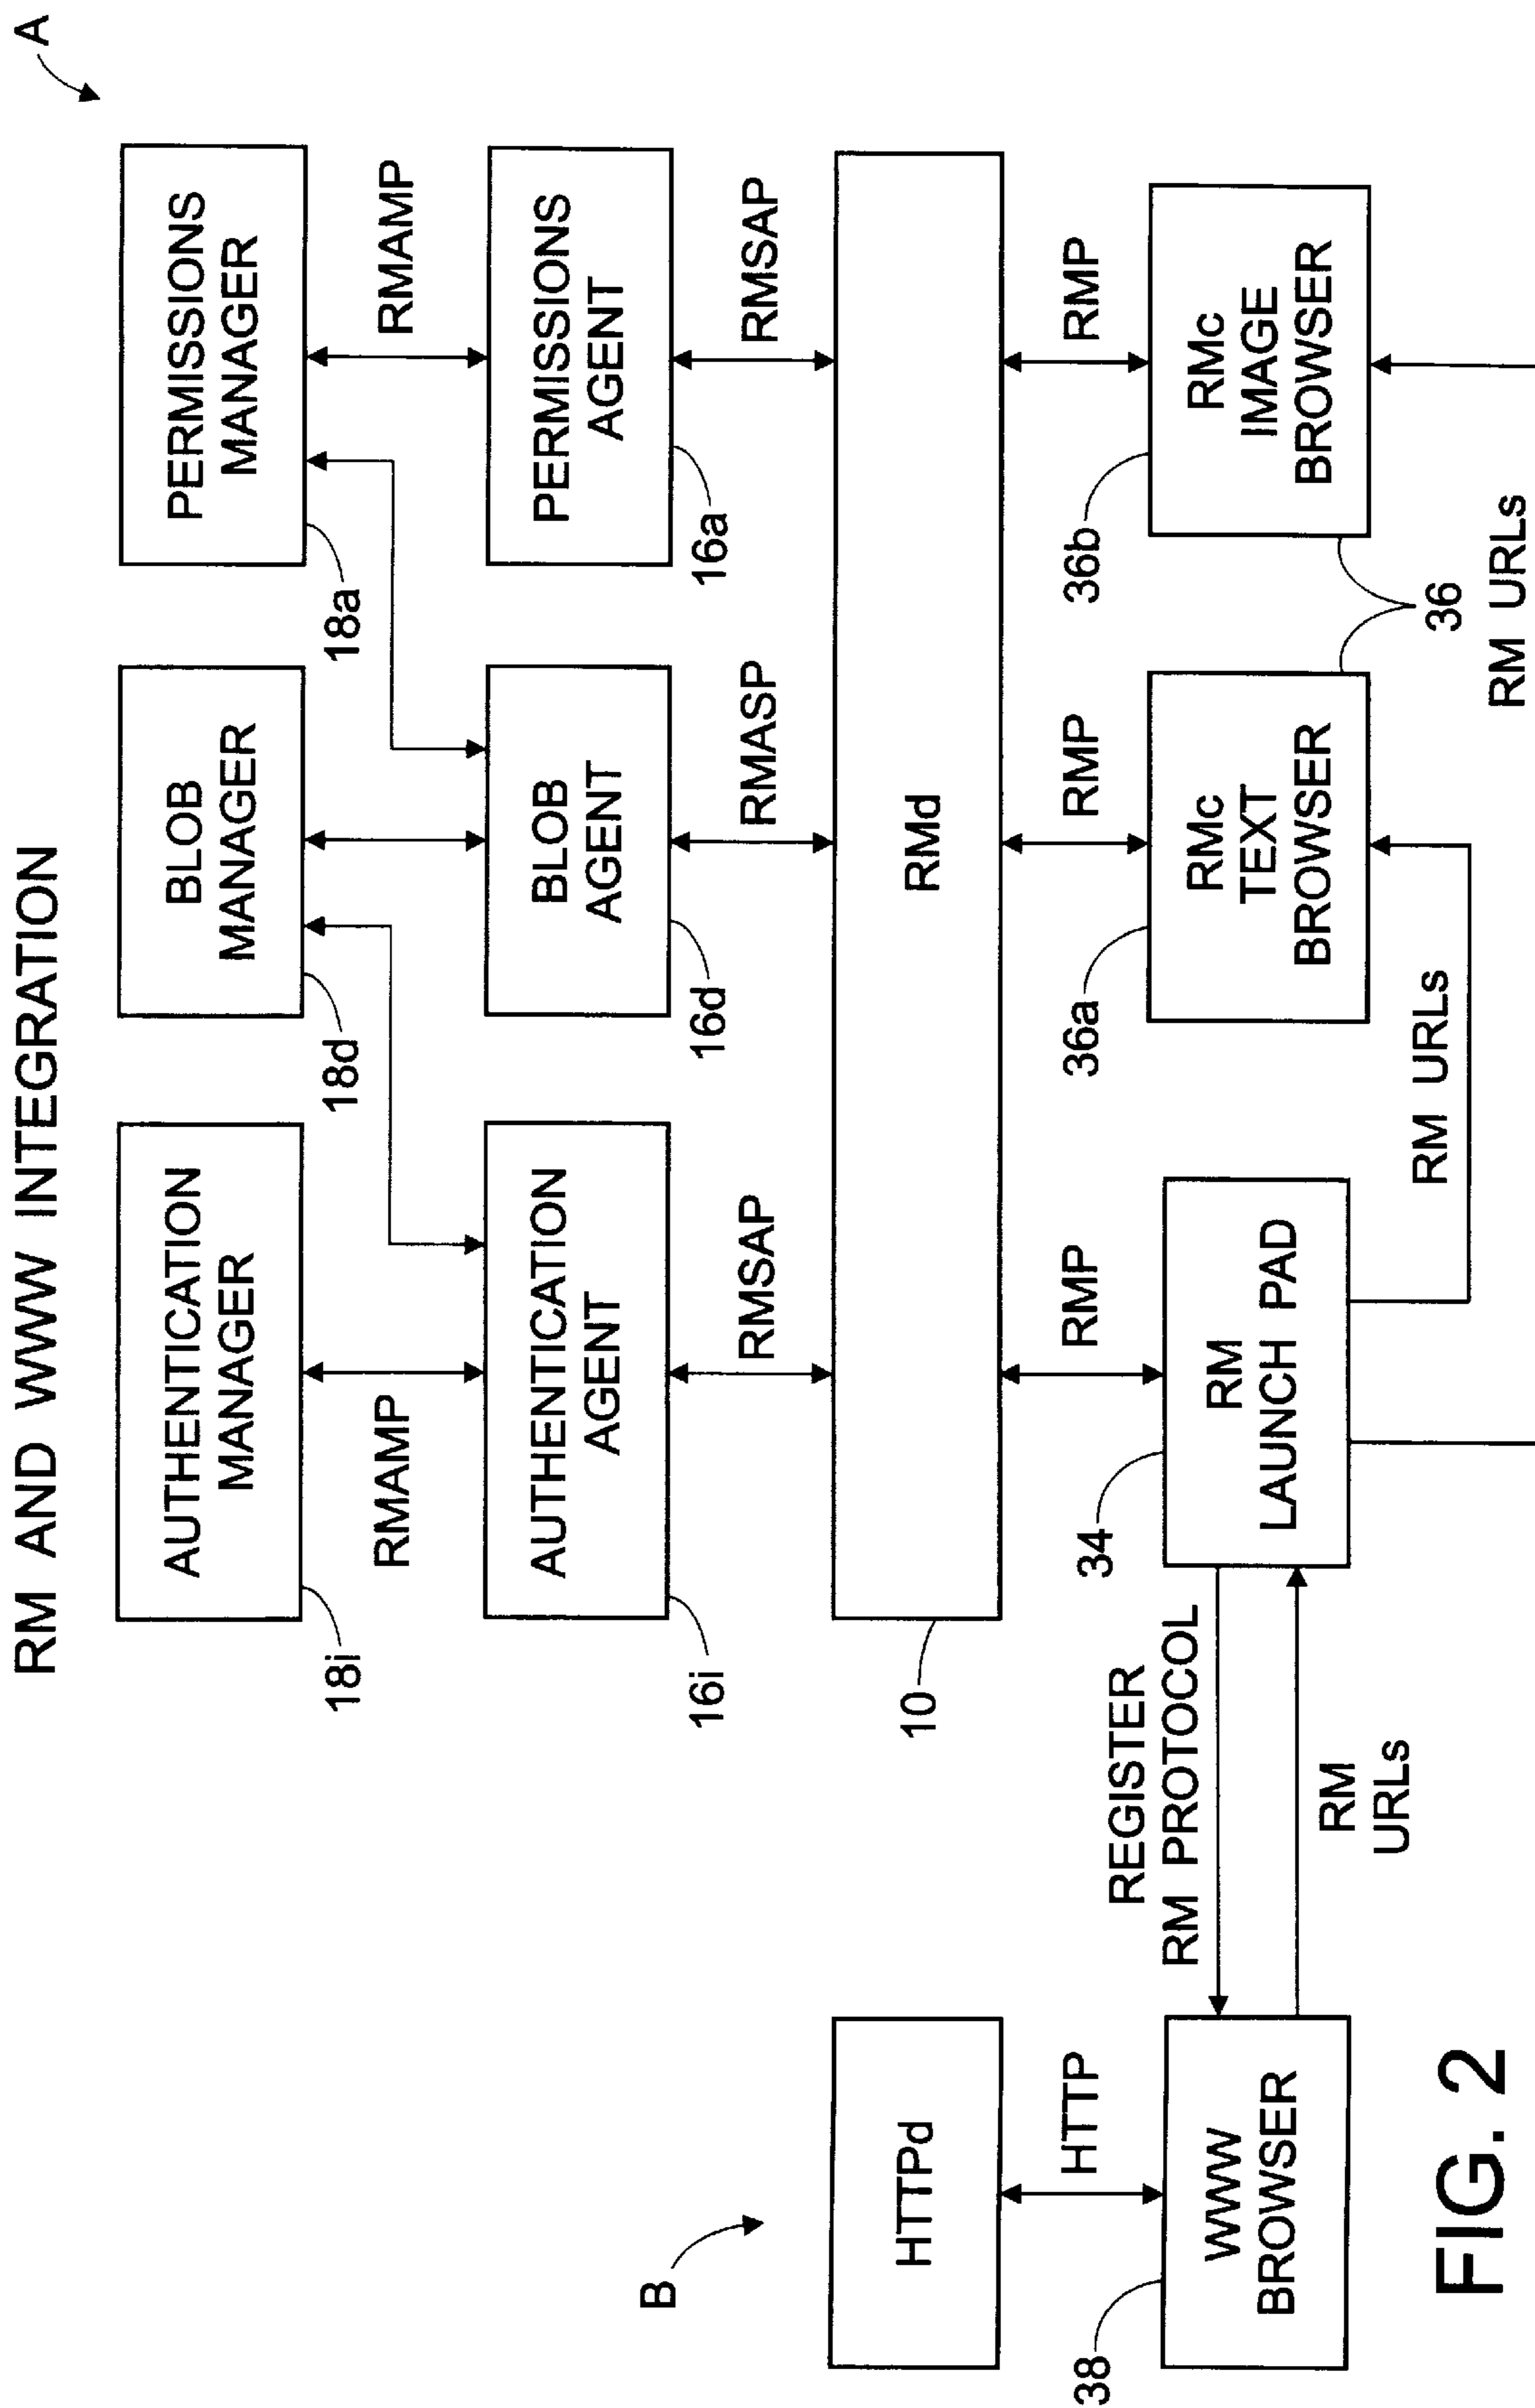 RM AND WWW INTEGRATION
A
AUTHENTICATION
MANAGER
18i
BLOB
MANAGER
18d
PERMISSIONS
MANAGER
18a
RMAMP
RMAMP
AUTHENTICATION
AGENT
16i
BLOB
AGENT
16d
PERMISSIONS
AGENT
16a
RMSAP
RMASP
RMSAP
B
HTTPd
RMd
10
HTTP
REGISTER
RM PROTOCOL
RMP
RMP
RMP
38
WWW
BROWSER
34
RM
LAUNCH PAD
36a
RMc
TEXT
BROWSER
36b
RMc
IMAGE
BROWSER
RM
URLs
RM URLs
36
RM URLs
FIG. 2